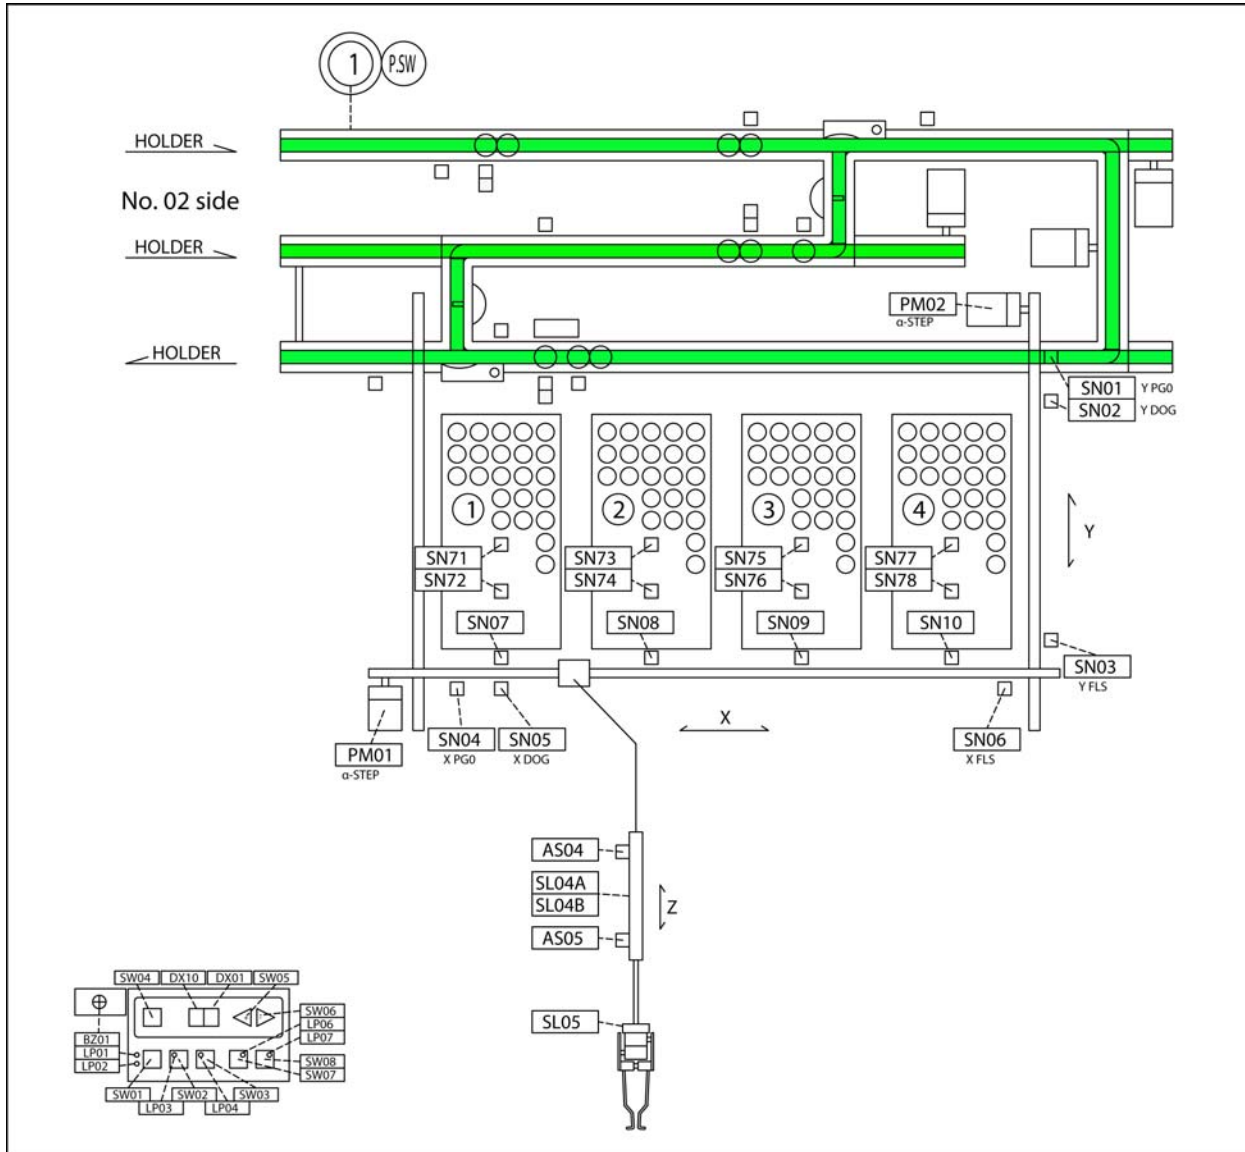 1
P.SW
HOLDER
No. 02 side
HOLDER
PM02
α-STEP
HOLDER
SN01 Y PG0
SN02 Y DOG
1
2
3
4
Y
SN71
SN72
SN73
SN74
SN75
SN76
SN77
SN78
SN07
SN08
SN09
SN10
SN03
Y FLS
X
SN04
X PG0
SN05
X DOG
SN06
X FLS
PM01
α-STEP
AS04
SL04A
SL04B
Z
AS05
SL05
SW04
DX10
DX01
SW05
SW06
LP06
LP07
BZ01
LP01
LP02
SW08
SW07
SW01
SW02
SW03
LP03
LP04